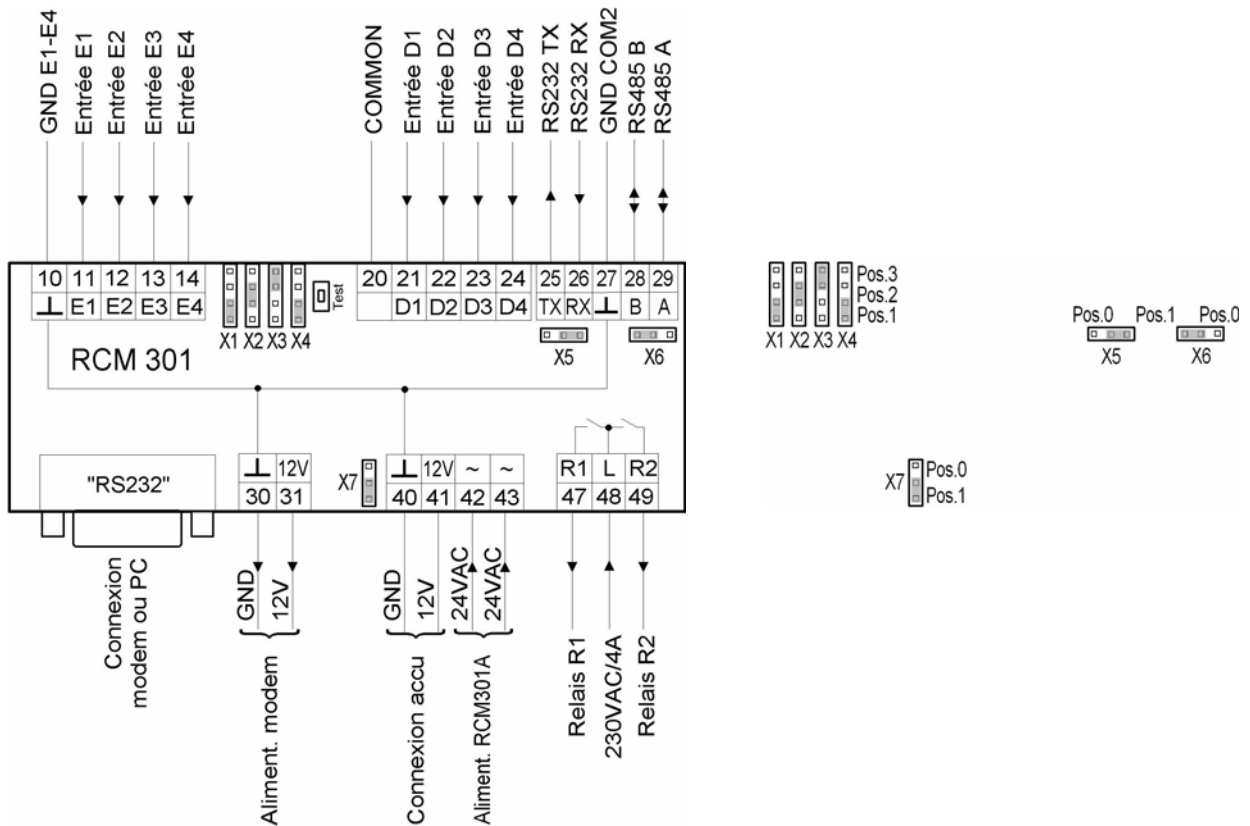 GND E1-E4
Entrée E1
Entrée E2
Entrée E3
Entrée E4
COMMON
Entrée D1
Entrée D2
Entrée D3
Entrée D4
RS232 TX
RS232 RX
GND COM2
RS485 B
RS485 A
10 11 12 13 14
E1 E2 E3 E4
X1 X2 X3 X4
Test
20 21 22 23 24 25 26 27 28 29
D1 D2 D3 D4 TX RX B A
X5 X6
RCM 301
"RS232"
12V
30 31
X7
12V ~ ~
40 41 42 43
R1 L R2
47 48 49
Connexion
modem ou PC
GND
12V
Aliment. modem
GND
12V
Connexion accu
24VAC
24VAC
Aliment. RCM301A
Relais R1
230VAC/4A
Relais R2
Pos.3
Pos.2
Pos.1
X1 X2 X3 X4
Pos.0 Pos.1 Pos.0
X5 X6
X7
Pos.0
Pos.1